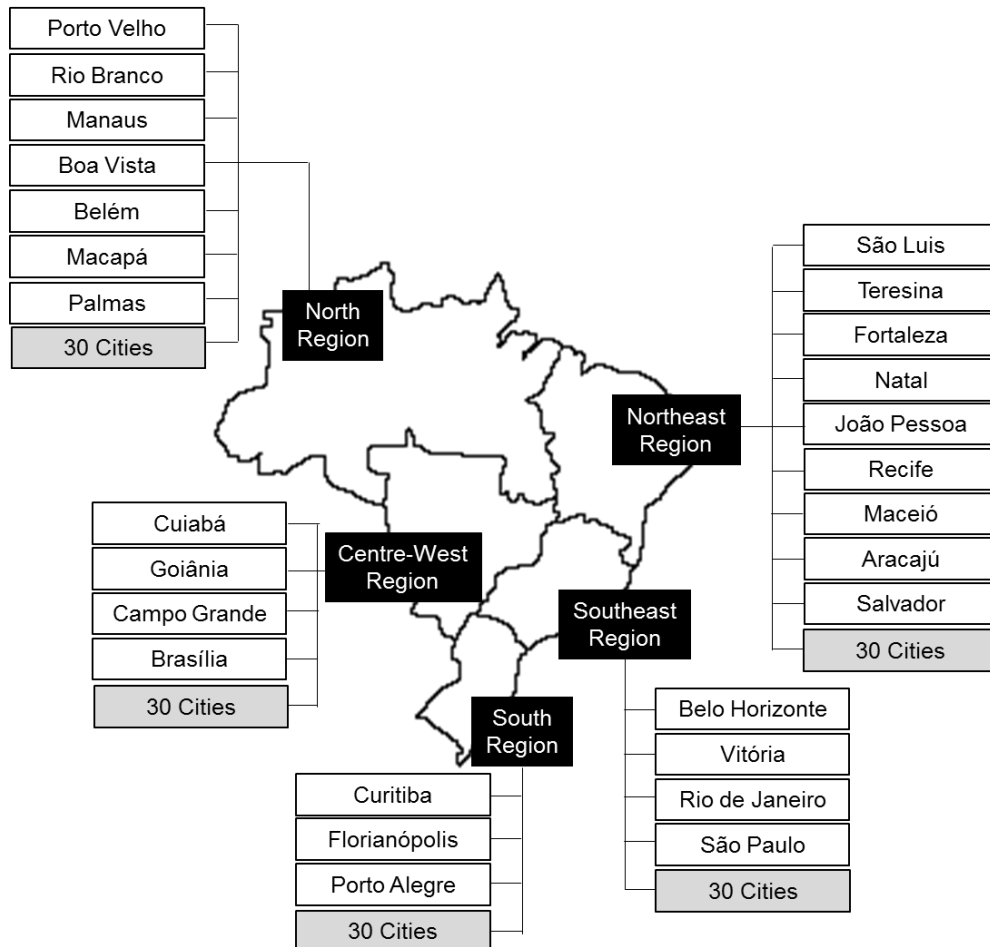 Porto Velho
Rio Branco
Manaus
Boa Vista
Belém
Macapá
Palmas
30 Cities
North
Region
São Luis
Teresina
Fortaleza
Natal
João Pessoa
Recife
Maceió
Aracajú
Salvador
30 Cities
Northeast
Region
Cuiabá
Goiânia
Campo Grande
Brasília
30 Cities
Centre-West
Region
Southeast
Region
Belo Horizonte
Vitória
Rio de Janeiro
São Paulo
30 Cities
South
Region
Curitiba
Florianópolis
Porto Alegre
30 Cities